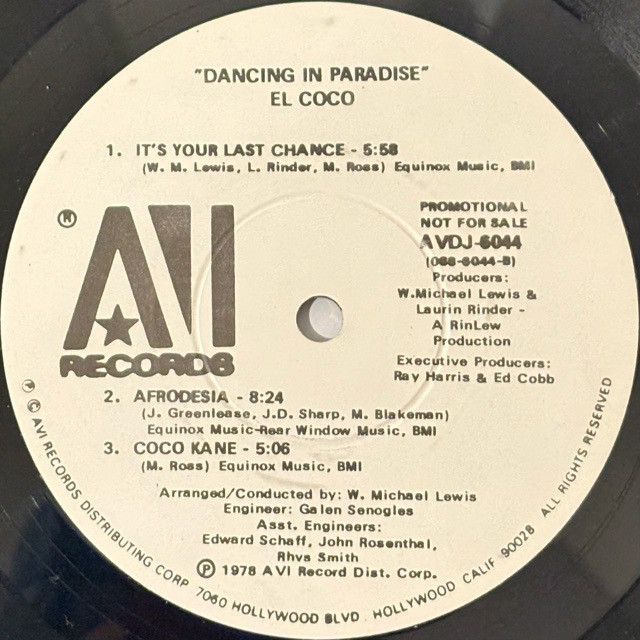 "DANCING IN PARADISE"
EL COCO
1. IT'S YOUR LAST CHANCE - 5:58
(W. M. Lewis, L. Rinder, M. Ross) Equinox Music, BMI
PROMOTIONAL
NOT FOR SALE
AVDJ-6044
(088-6044-B)
Producers:
W.Michael Lewis &
Laurin Rinder -
A RinLew
Production
Executive Producers:
Ray Harris & Ed Cobb
® AVI
RECORDS
2. AFRODESIA - 8:24
(J. Greenlease, J.D. Sharp, M. Blakeman)
Equinox Music-Rear Window Music, BMI
3. COCO KANE - 5:06
(M. Ross) Equinox Music, BMI
Arranged/Conducted by: W. Michael Lewis
Engineer: Galen Senogles
Asst. Engineers:
Edward Schaff, John Rosenthal,
Rhys Smith
℗ 1978 AVI Record Dist. Corp.
® © AVI RECORDS DISTRIBUTING CORP 7060 HOLLYWOOD BLVD. HOLLYWOOD CALIF 90028 ALL RIGHTS RESERVED